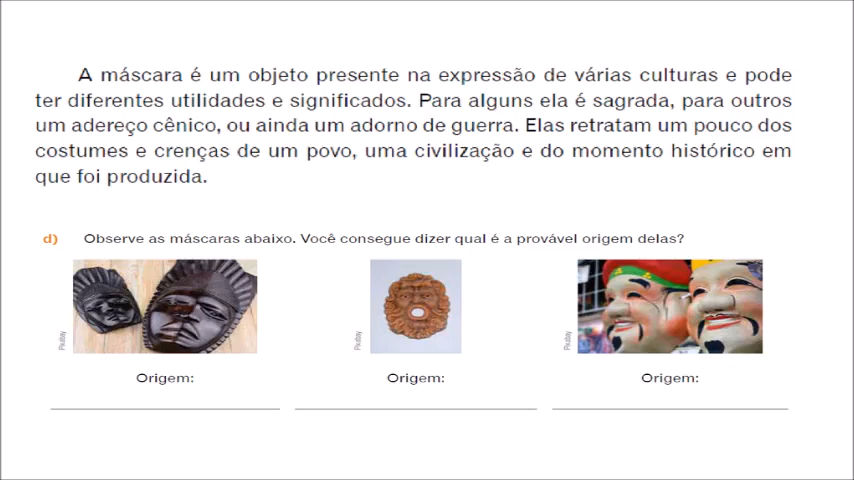 A máscara é um objeto presente na expressão de várias culturas e pode
ter diferentes utilidades e significados. Para alguns ela é sagrada, para outros
um adereço cênico, ou ainda um adorno de guerra. Elas retratam um pouco dos
costumes e crenças de um povo, uma civilização e do momento histórico em
que foi produzida.
d) Observe as máscaras abaixo. Você consegue dizer qual é a provável origem delas?
Pixabay
Pixabay
Pixabay
Origem:
Origem:
Origem: